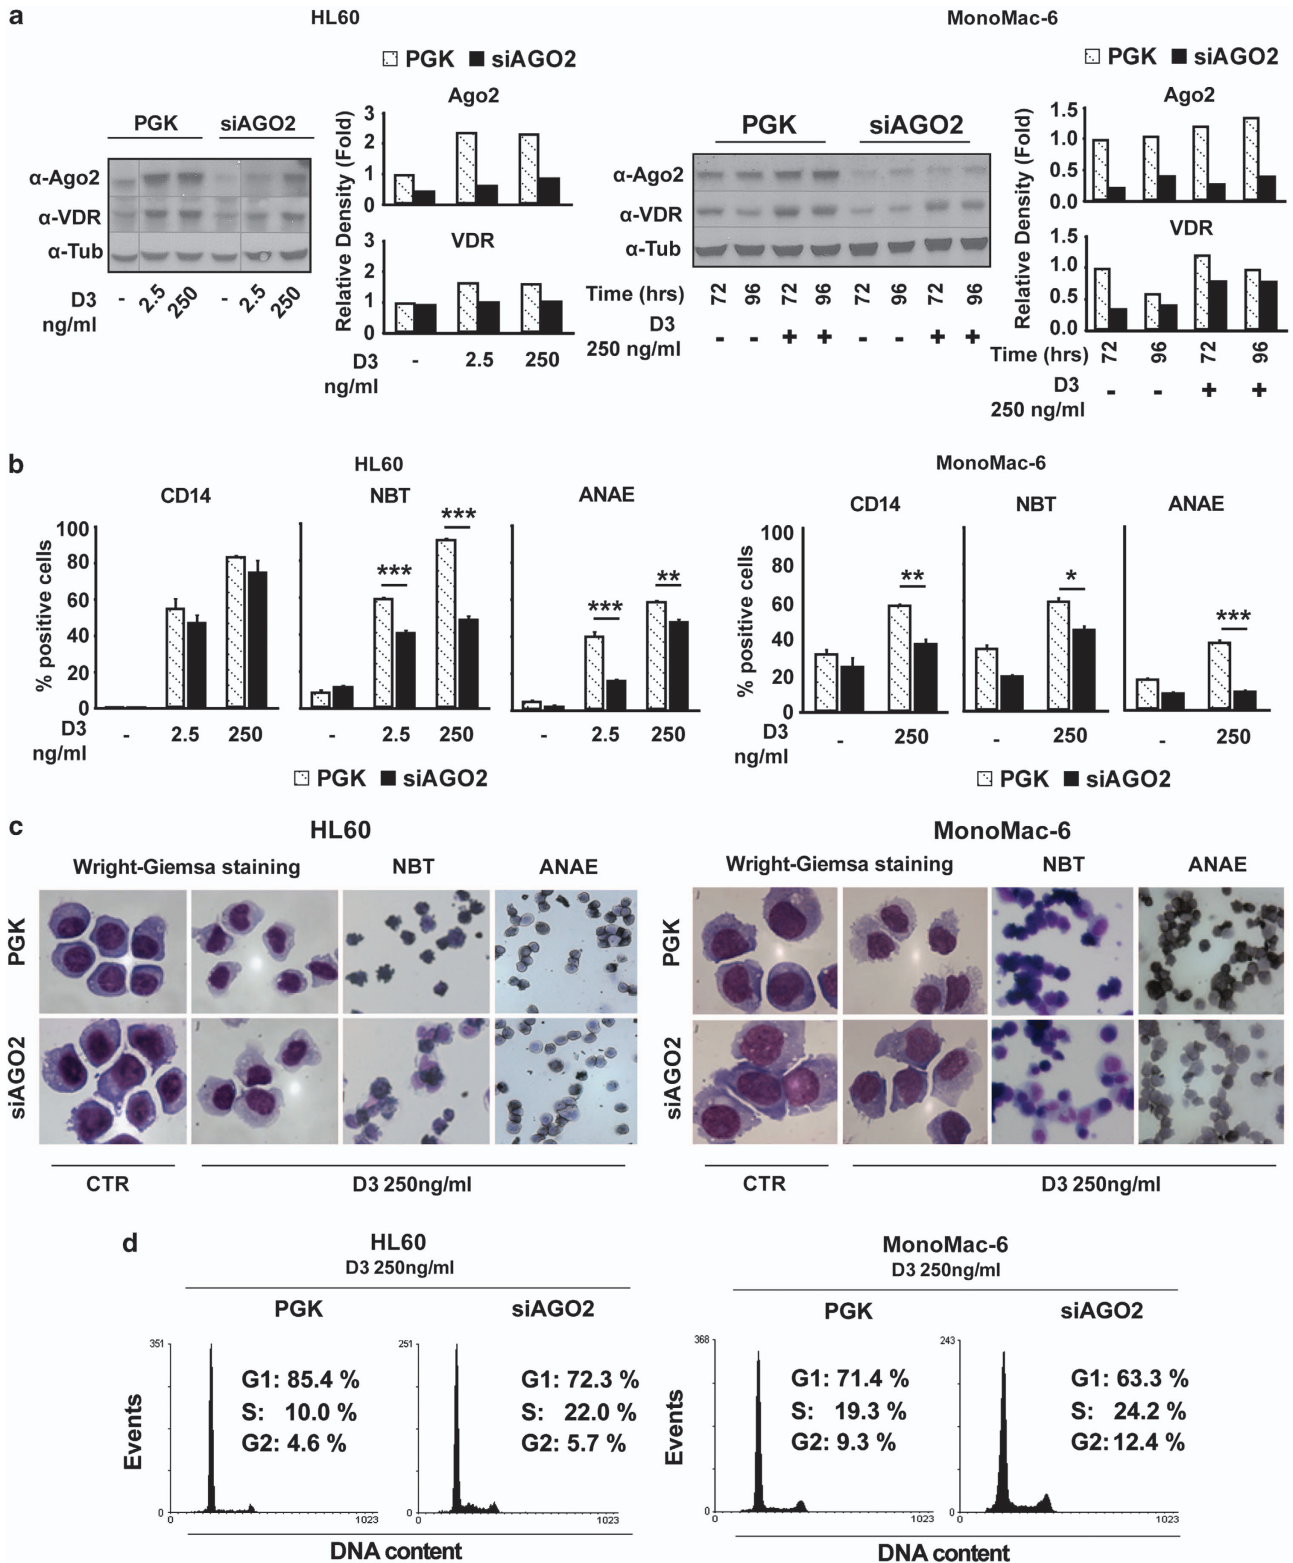 a
HL60
PGK siAGO2
PGK siAGO2
α-Ago2
α-VDR
α-Tub
D3 - 2.5 250 - 2.5 250
ng/ml
Relative Density (Fold)
Ago2
3
2
1
0
VDR
3
2
1
0
D3 - 2.5 250
ng/ml
MonoMac-6
PGK siAGO2
PGK siAGO2
α-Ago2
α-VDR
α-Tub
Time (hrs) 72 96 72 96 72 96 72 96
D3
250 ng/ml - - + + - - + +
Relative Density (Fold)
Ago2
1.5
1.0
0.5
0.0
VDR
1.5
1.0
0.5
0.0
Time (hrs) 72 96 72 96
D3 - - + +
250 ng/ml
b
HL60
CD14 NBT ANAE
% positive cells
100
80
60
40
20
0
*** ***
*** **
D3 - 2.5 250 - 2.5 250 - 2.5 250
ng/ml
PGK siAGO2
MonoMac-6
CD14 NBT ANAE
% positive cells
100
80
60
40
20
0
** * ***
D3 - 250 - 250 - 250
ng/ml
PGK siAGO2
c
HL60
Wright-Giemsa staining NBT ANAE
PGK
siAGO2
CTR D3 250ng/ml
MonoMac-6
Wright-Giemsa staining NBT ANAE
PGK
siAGO2
CTR D3 250ng/ml
d
HL60
D3 250ng/ml
PGK siAGO2
Events
351
0
0 1023
G1: 85.4 %
S: 10.0 %
G2: 4.6 %
251
0
0 1023
G1: 72.3 %
S: 22.0 %
G2: 5.7 %
DNA content
MonoMac-6
D3 250ng/ml
PGK siAGO2
Events
368
0
0 1023
G1: 71.4 %
S: 19.3 %
G2: 9.3 %
243
0
0 1023
G1: 63.3 %
S: 24.2 %
G2: 12.4 %
DNA content